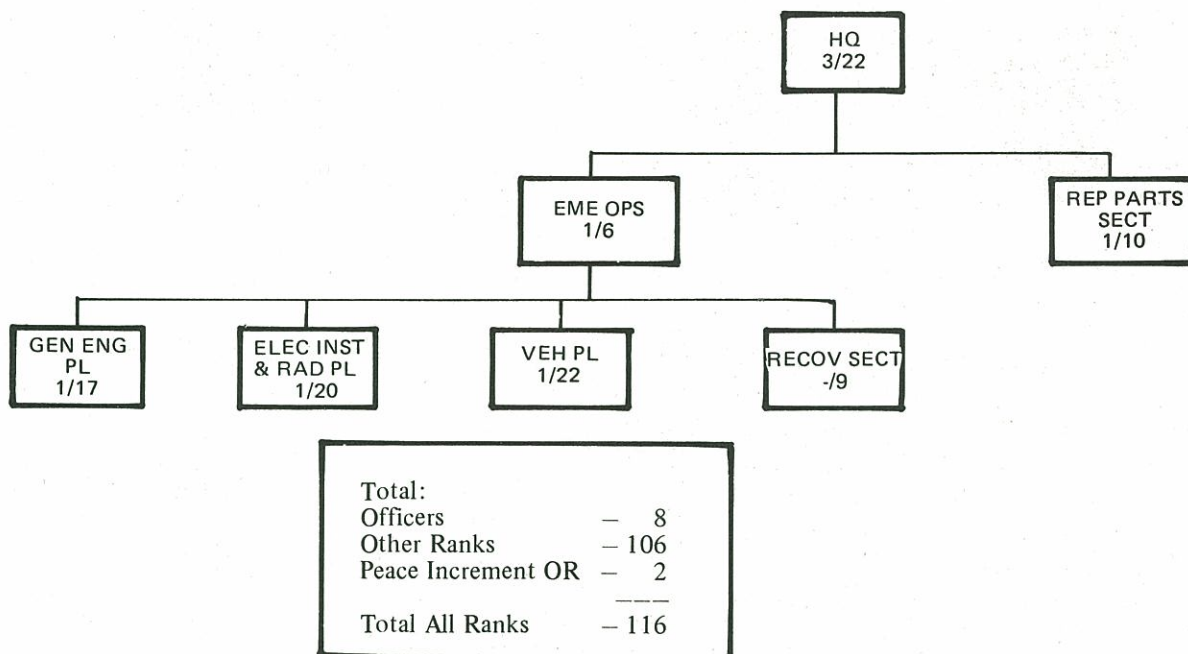 HQ
3/22
EME OPS
1/6
REP PARTS
SECT
1/10
GEN ENG
PL
1/17
ELEC INST
& RAD PL
1/20
VEH PL
1/22
RECOV SECT
-/9
Total:
Officers – 8
Other Ranks – 106
Peace Increment OR – 2
–––
Total All Ranks – 116